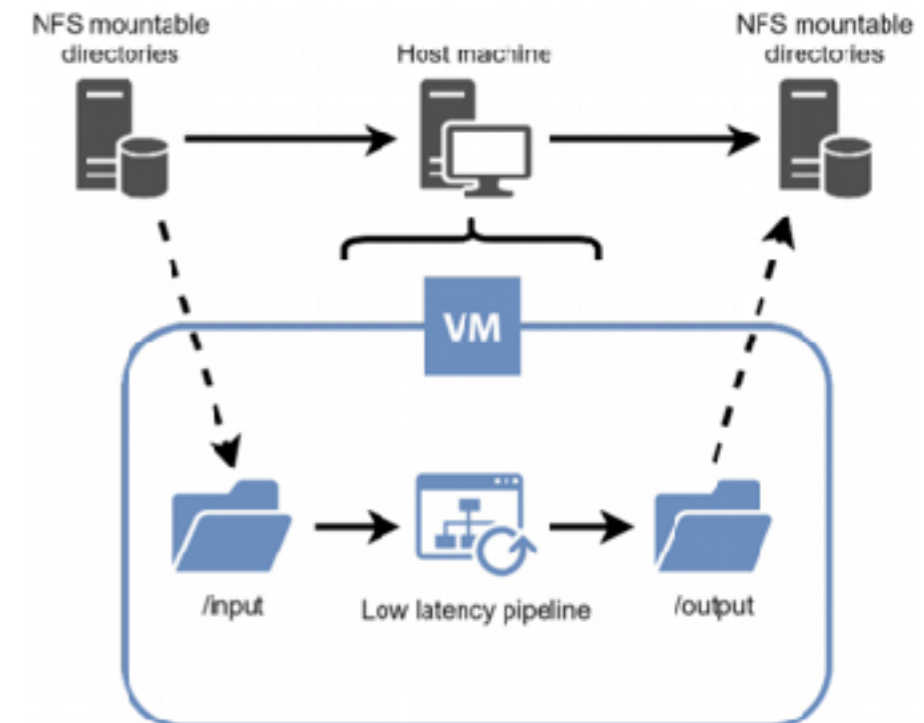 NFS mountable
directories
Host machine
NFS mountable
directories
VM
/input
Low latency pipeline
/output